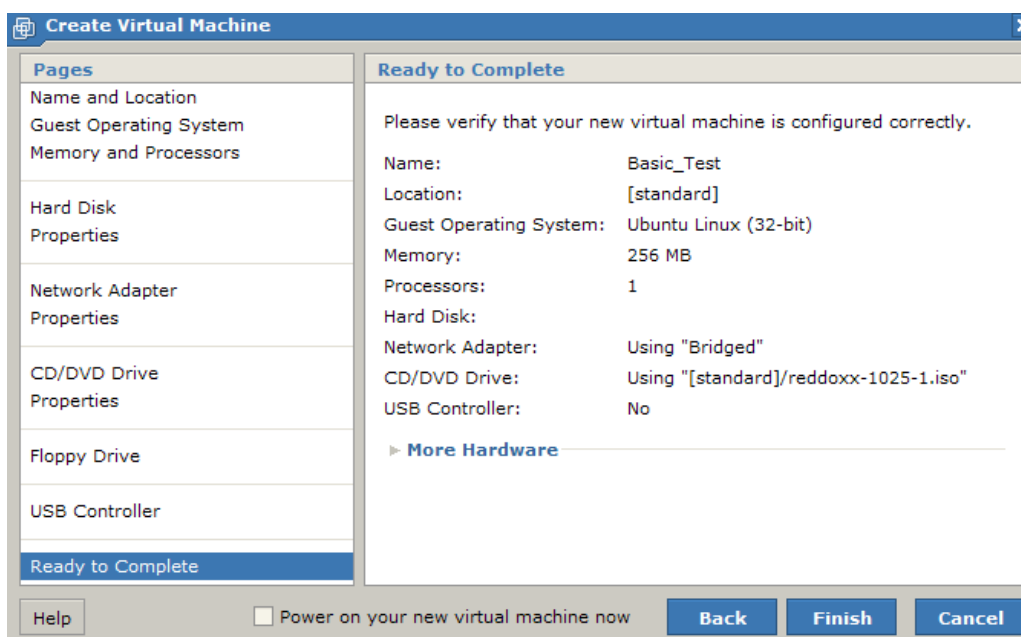 Create Virtual Machine
Pages
Name and Location
Guest Operating System
Memory and Processors
Hard Disk
Properties
Network Adapter
Properties
CD/DVD Drive
Properties
Floppy Drive
USB Controller
Ready to Complete
Ready to Complete
Please verify that your new virtual machine is configured correctly.
Name: Basic_Test
Location: [standard]
Guest Operating System: Ubuntu Linux (32-bit)
Memory: 256 MB
Processors: 1
Hard Disk:
Network Adapter: Using "Bridged"
CD/DVD Drive: Using "[standard]/reddoxx-1025-1.iso"
USB Controller: No
More Hardware
Help Power on your new virtual machine now Back Finish Cancel